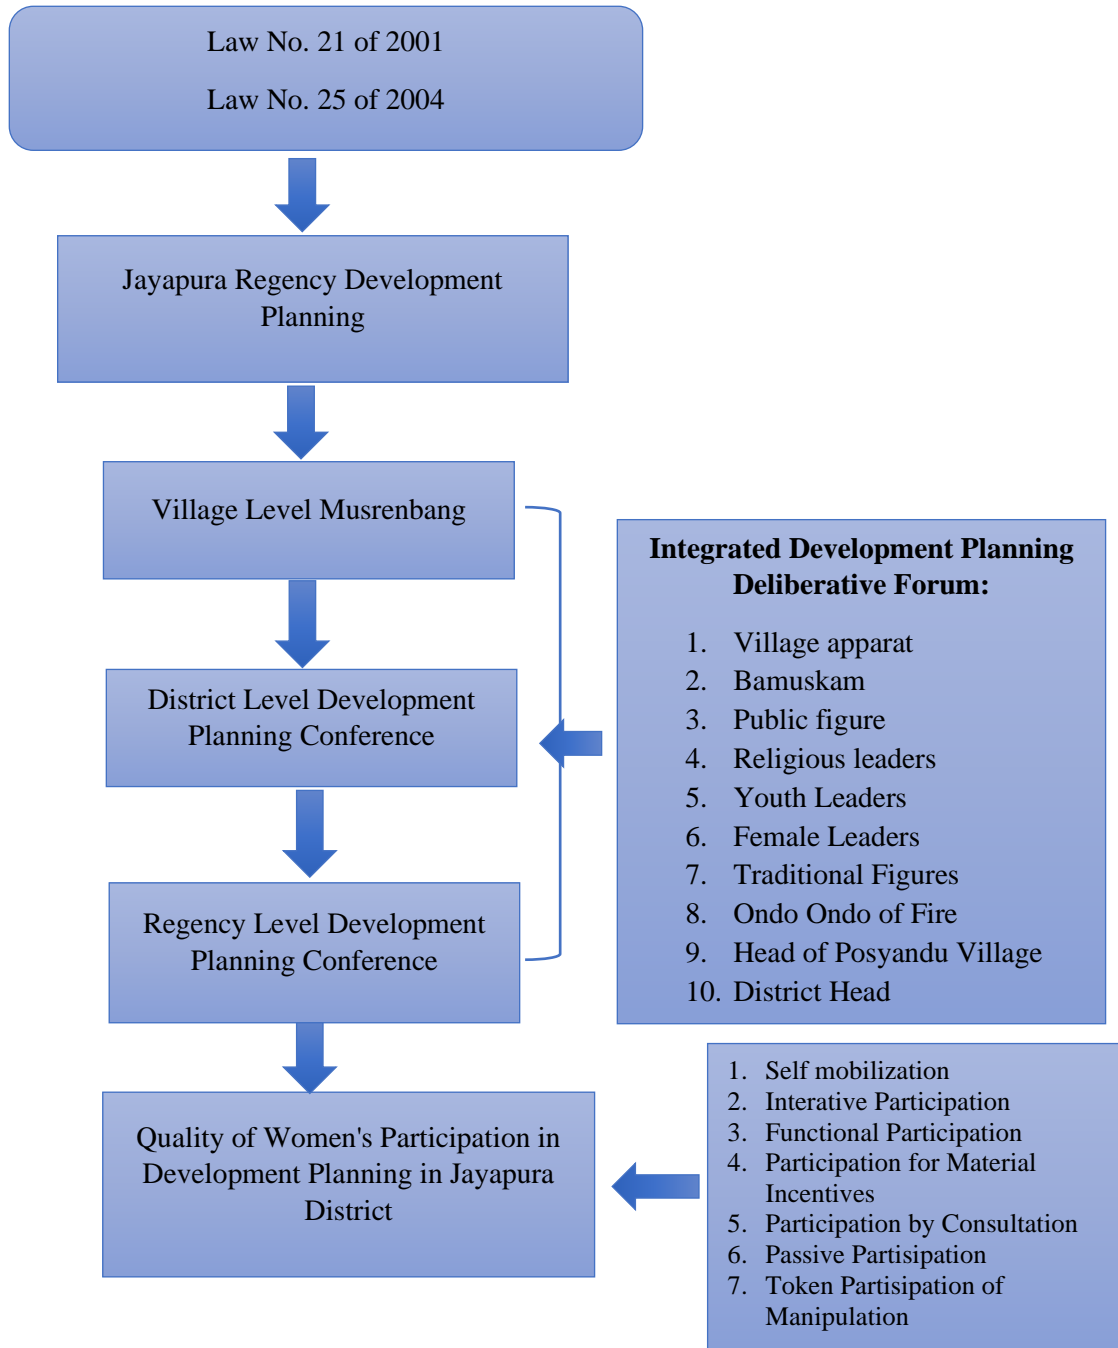 Law No. 21 of 2001
Law No. 25 of 2004
Jayapura Regency Development
Planning
Village Level Musrenbang
District Level Development
Planning Conference
Regency Level Development
Planning Conference
Quality of Women's Participation in
Development Planning in Jayapura
District
Integrated Development Planning
Deliberative Forum:
1. Village apparat
2. Bamuskam
3. Public figure
4. Religious leaders
5. Youth Leaders
6. Female Leaders
7. Traditional Figures
8. Ondo Ondo of Fire
9. Head of Posyandu Village
10. District Head
1. Self mobilization
2. Interative Participation
3. Functional Participation
4. Participation for Material
Incentives
5. Participation by Consultation
6. Passive Partisipation
7. Token Partisipation of
Manipulation